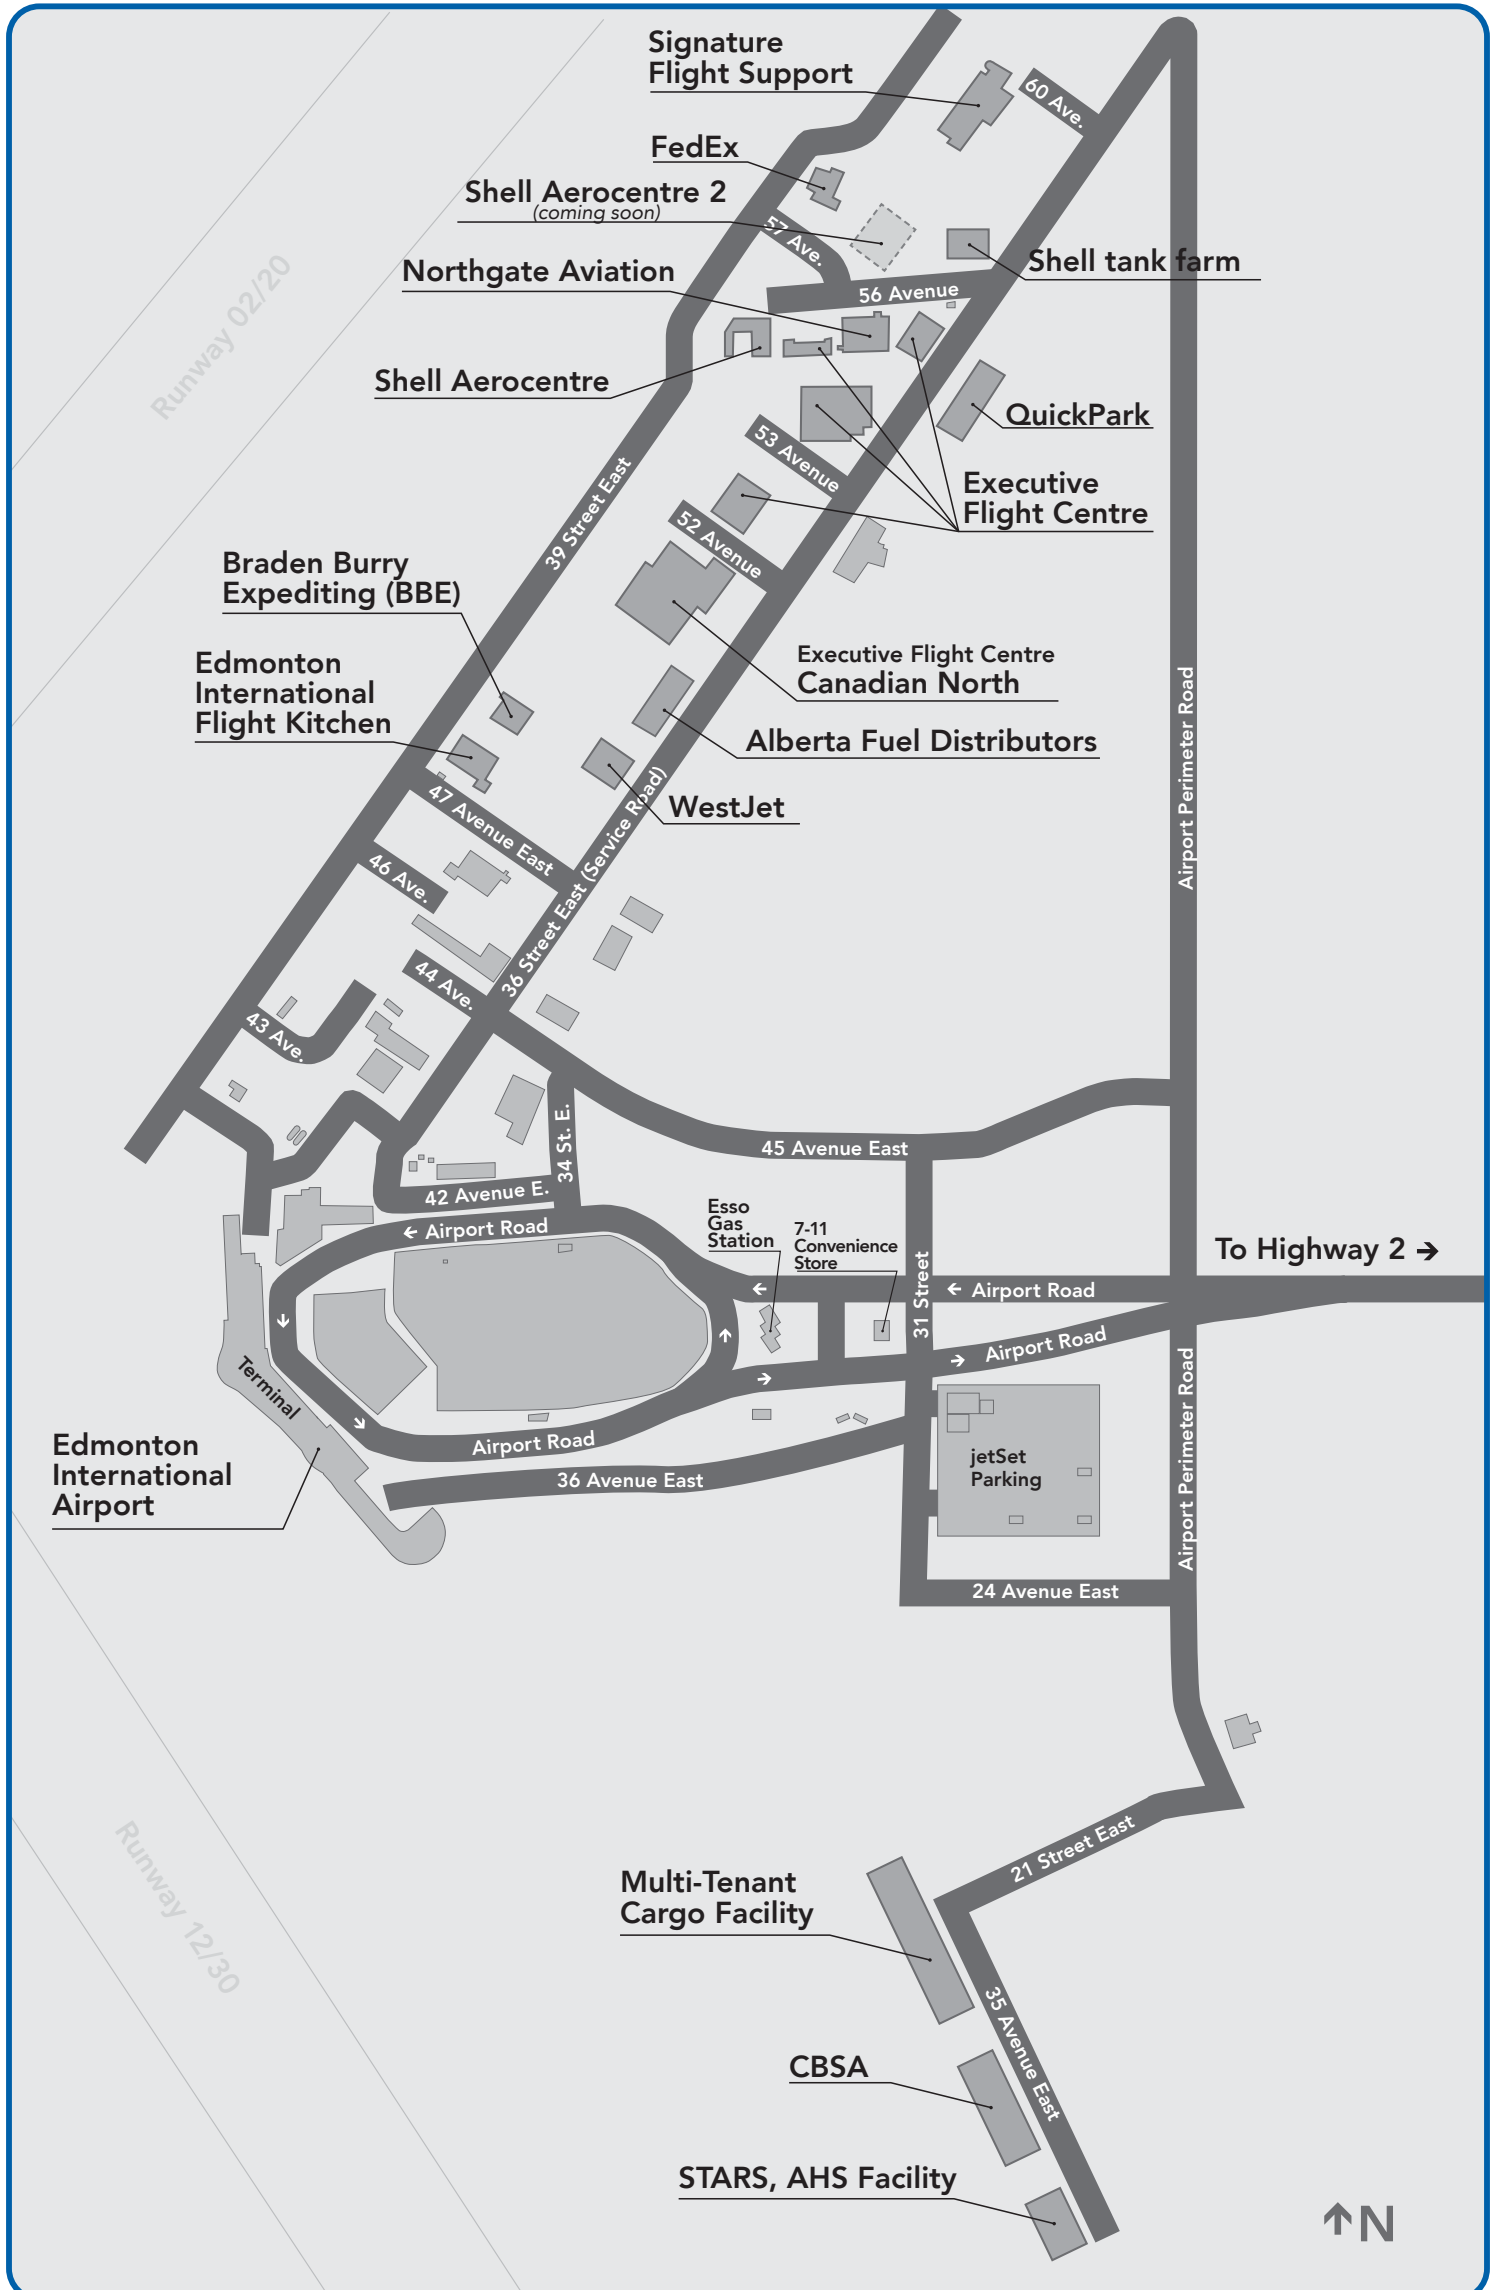 Signature
Flight Support
60 Ave.
FedEx
Shell Aerocentre 2
(coming soon)
57 Ave.
Shell tank farm
Northgate Aviation
56 Avenue
Runway 02/20
Shell Aerocentre
QuickPark
53 Avenue
Executive
Flight Centre
39 Street East
52 Avenue
Braden Burry
Expediting (BBE)
Executive Flight Centre
Canadian North
Edmonton
International
Flight Kitchen
Airport Perimeter Road
Alberta Fuel Distributors
WestJet
47 Avenue East
36 Street East (Service Road)
46 Ave.
44 Ave.
43 Ave.
34 St. E.
45 Avenue East
42 Avenue E.
← Airport Road
Esso
Gas
Station
7-11
Convenience
Store
31 Street
To Highway 2 →
← Airport Road
→ Airport Road
Terminal
Airport Road
36 Avenue East
Edmonton
International
Airport
jetSet
Parking
Airport Perimeter Road
24 Avenue East
21 Street East
Runway 12/30
Multi-Tenant
Cargo Facility
35 Avenue East
CBSA
STARS, AHS Facility
↑N